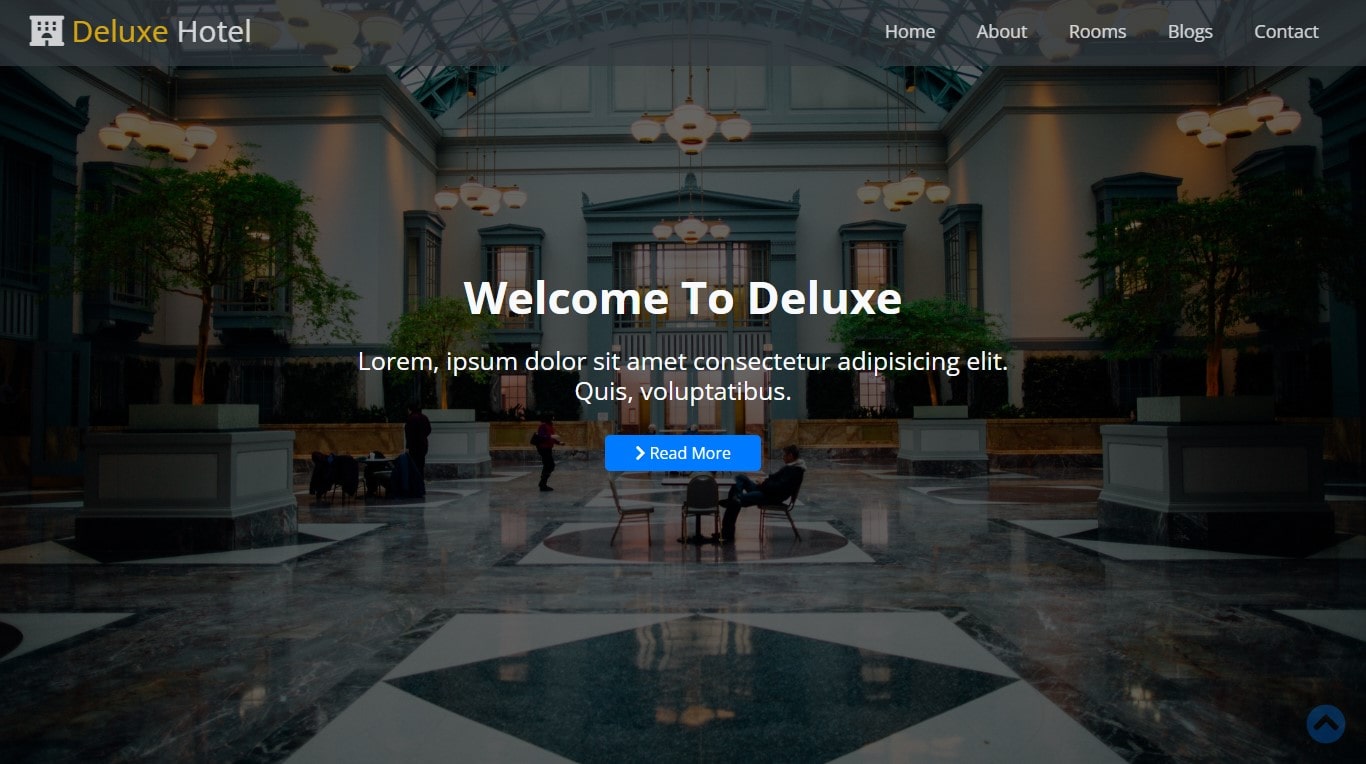 Deluxe Hotel
Home About Rooms Blogs Contact
Welcome To Deluxe
Lorem, ipsum dolor sit amet consectetur adipisicing elit.
Quis, voluptatibus.
Read More